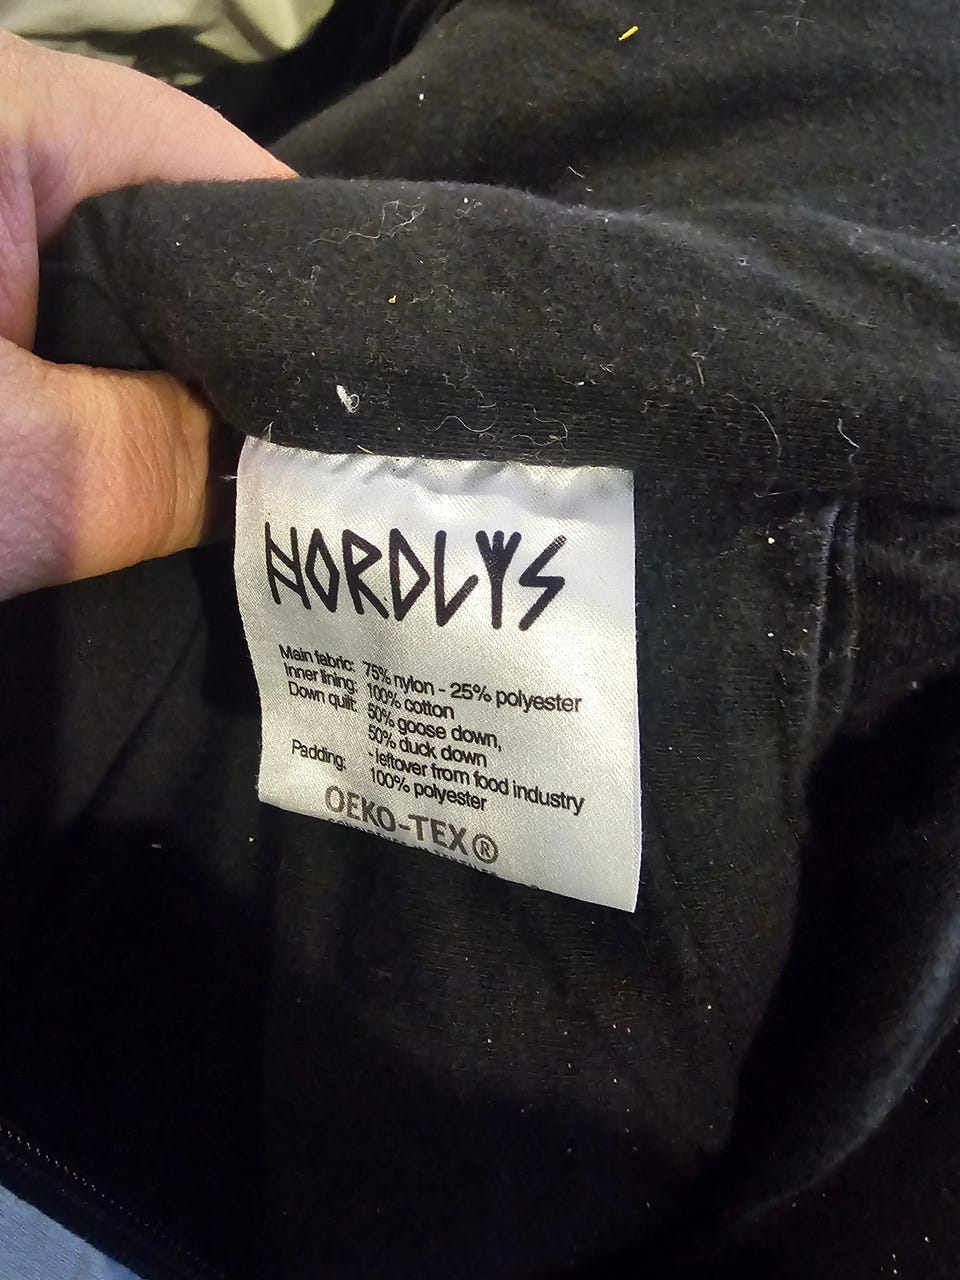 NORDLYS
Main fabric: 75% nylon - 25% polyester
Inner lining: 100% cotton
Down quilt: 50% goose down,
50% duck down
-leftover from food industry
Padding: 100% polyester
OEKO-TEX®